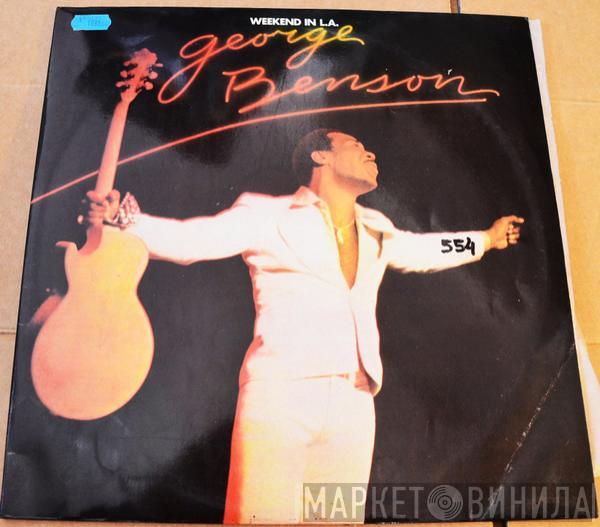 WEEKEND IN L.A.
george
Benson
554
МАРКЕТ ВИНИЛА